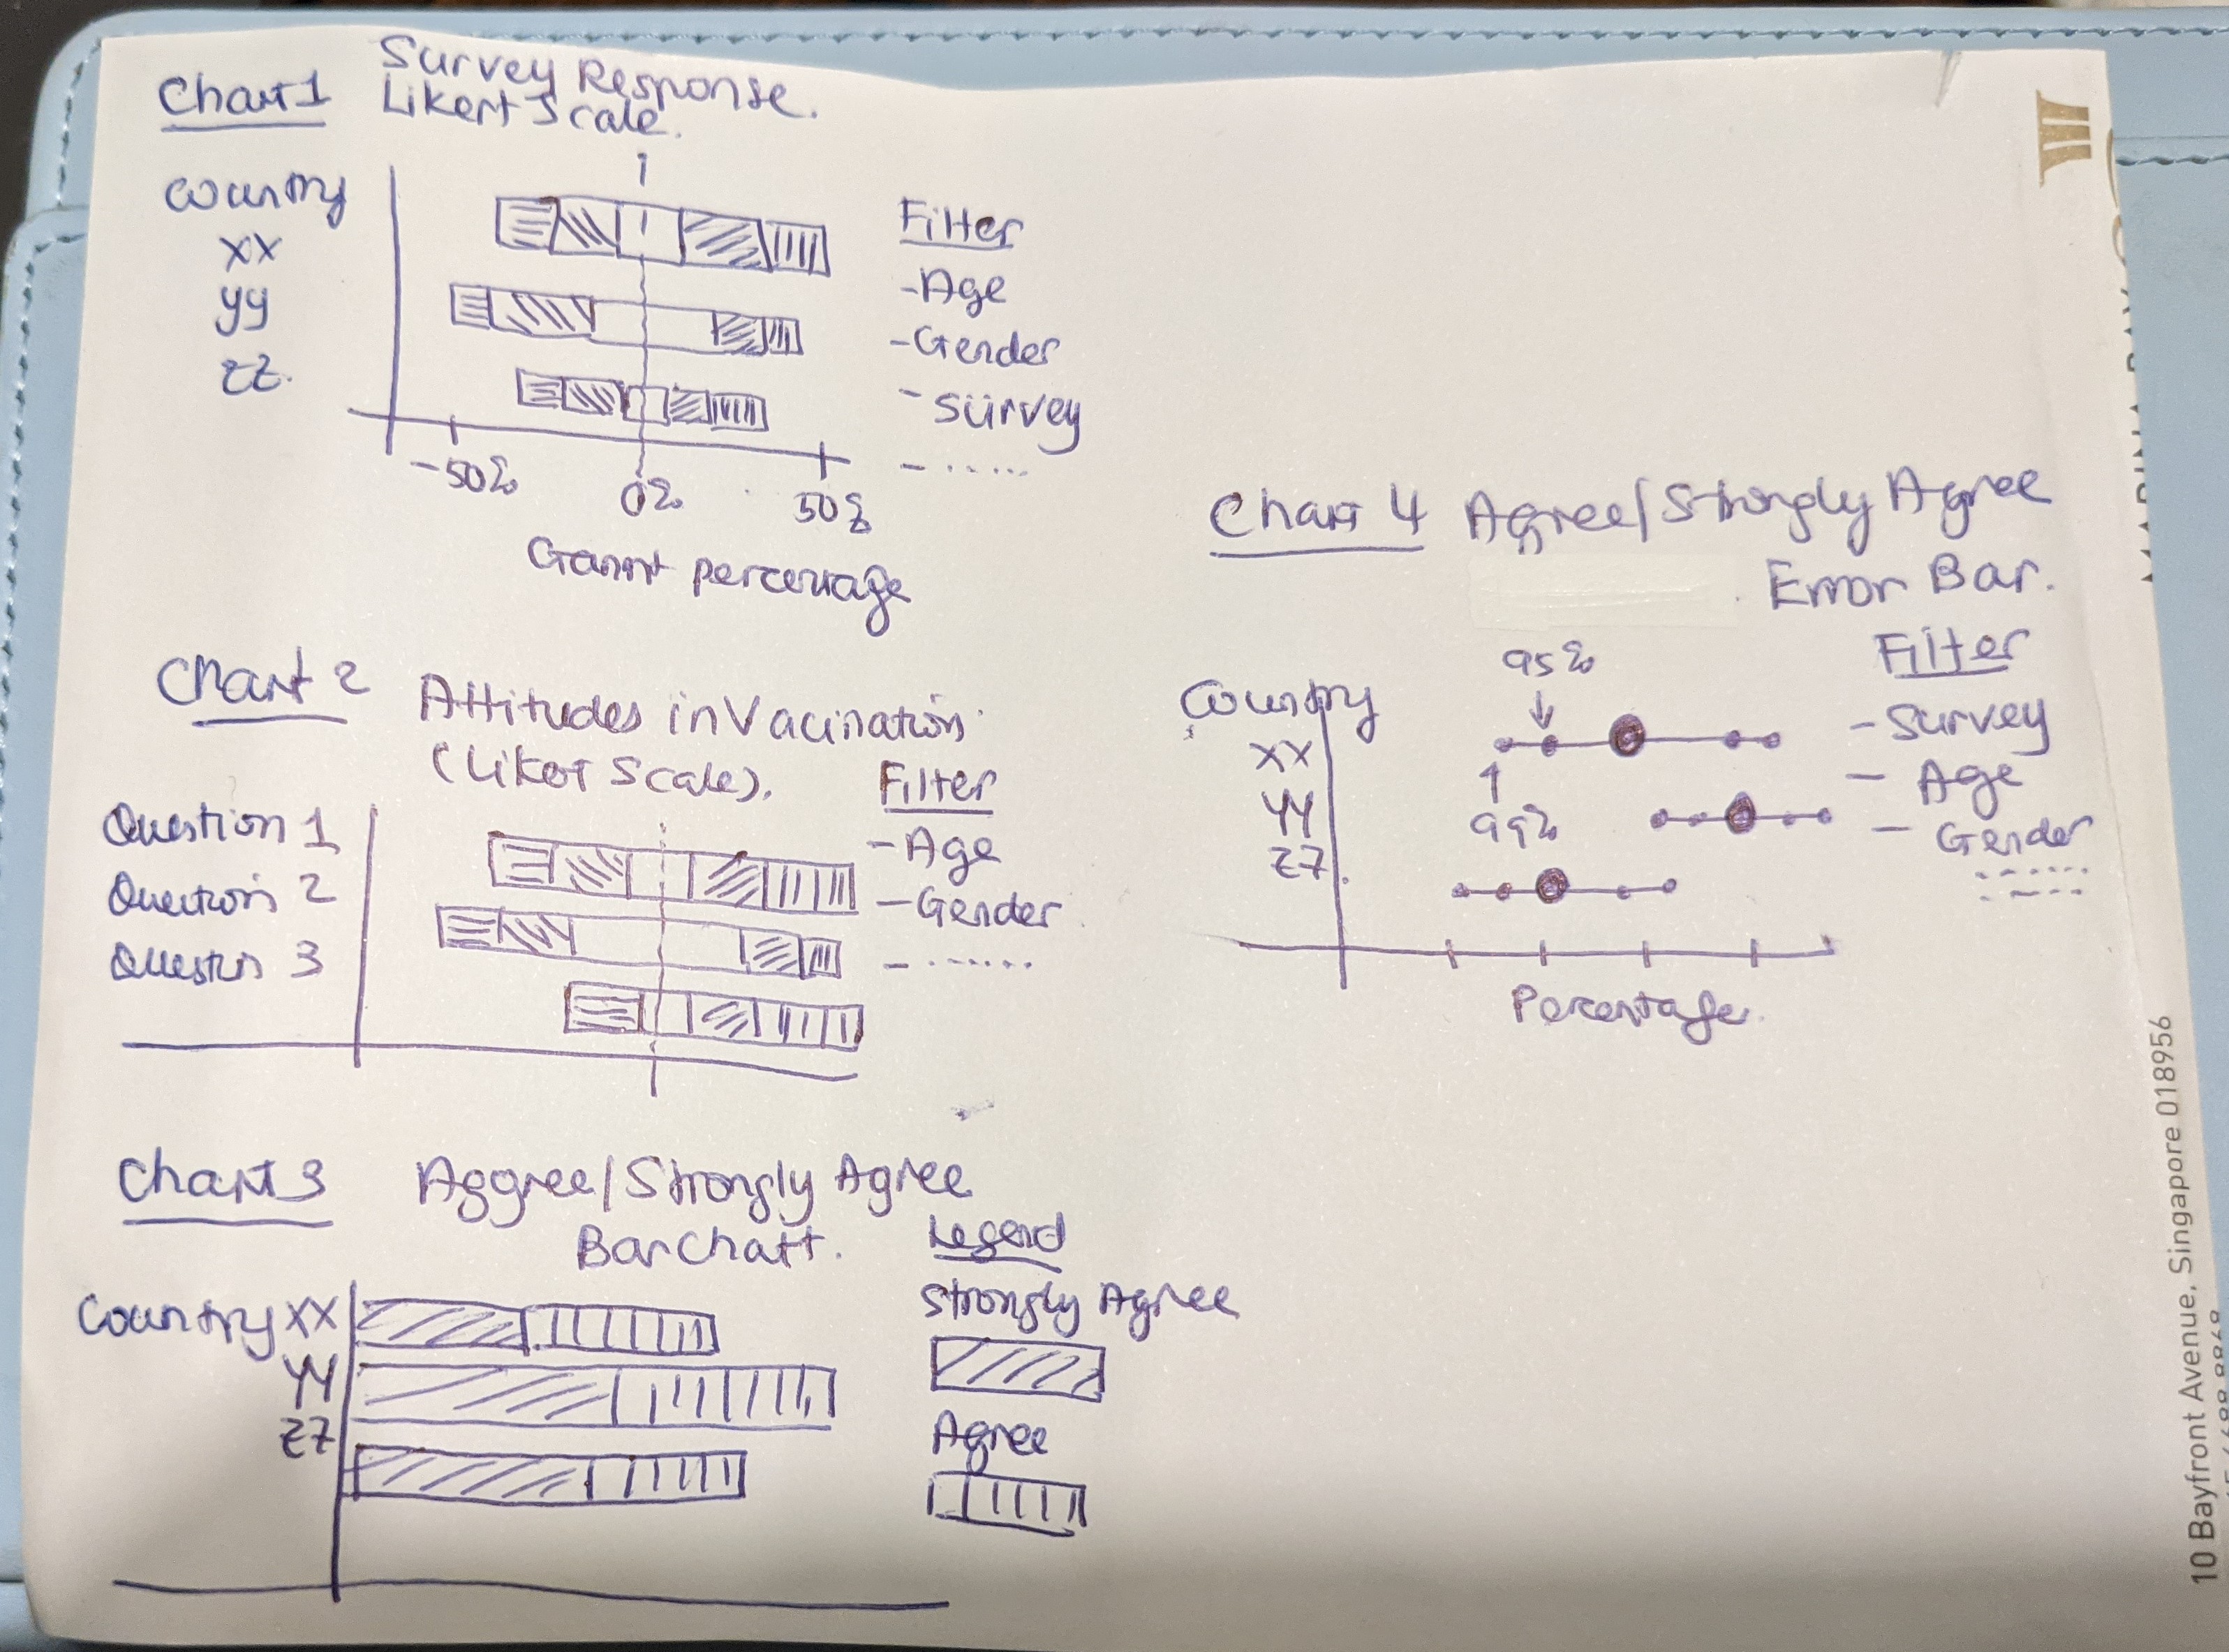 Chart 1
Survey Response.
Likert Scale.
Country
XX
YY
ZZ.
Filter
- Age
- Gender
- Survey
- ......
-50%
0%
50%
Gannt percentage
Chart 2
Attitudes in Vacination
(Likert Scale).
Filter
- Age
- Gender
- ......
Question 1
Question 2
Question 3
Chart 3
Aggree/Strongly Agree
Bar Chart.
Legend
Strongly Agree
Agree
Country XX
YY
ZZ
Chart 4
Agree/Strongly Agree
Error Bar.
Filter
- Survey
- Age
- Gender
95%
99%
Country
XX
YY
ZZ.
Percentage.
10 Bayfront Avenue, Singapore 018956